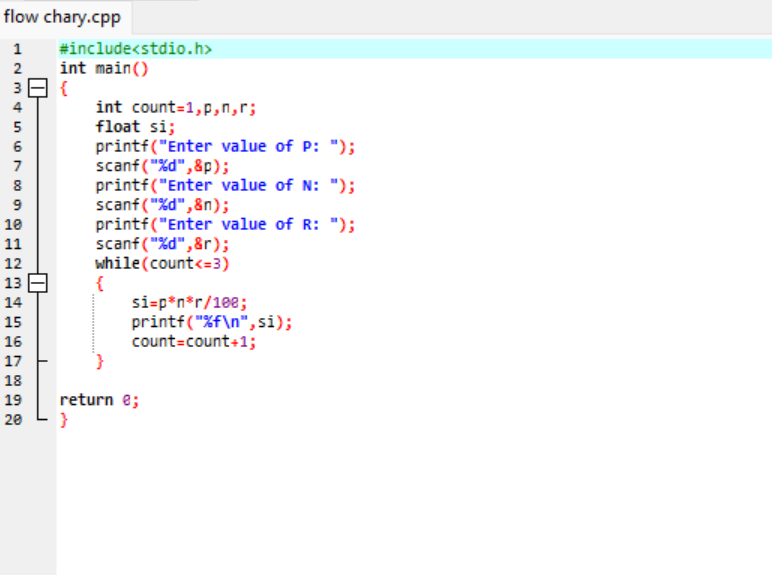 flow chary.cpp
1 #include<stdio.h>
2 int main()
3 {
4 int count=1,p,n,r;
5 float si;
6 printf("Enter value of P: ");
7 scanf("%d",&p);
8 printf("Enter value of N: ");
9 scanf("%d",&n);
10 printf("Enter value of R: ");
11 scanf("%d",&r);
12 while(count<=3)
13 {
14 si=p*n*r/100;
15 printf("%f\n",si);
16 count=count+1;
17 }
18
19 return 0;
20 }